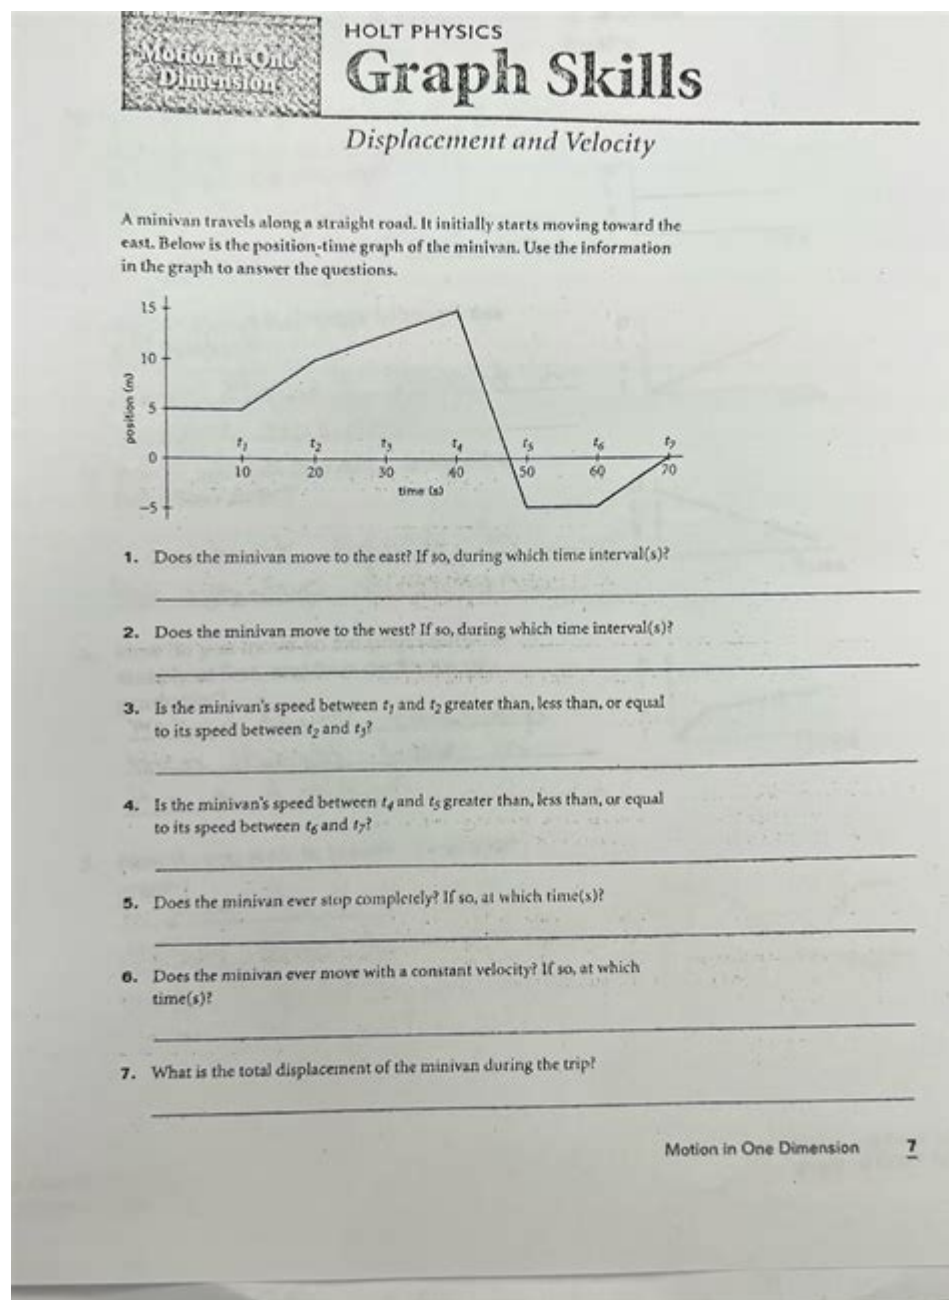 Motion in One
Dimension
HOLT PHYSICS
Graph Skills
Displacement and Velocity
A minivan travels along a straight road. It initially starts moving toward the
east. Below is the position-time graph of the minivan. Use the information
in the graph to answer the questions.
15
10
5
0
−5
position (m)
t1 t2 t3 t4 t5 t6 t7
10 20 30 40 50 60 70
time (s)
1. Does the minivan move to the east? If so, during which time interval(s)?
2. Does the minivan move to the west? If so, during which time interval(s)?
3. Is the minivan's speed between t1 and t2 greater than, less than, or equal
to its speed between t2 and t3?
4. Is the minivan's speed between t4 and t5 greater than, less than, or equal
to its speed between t6 and t7?
5. Does the minivan ever stop completely? If so, at which time(s)?
6. Does the minivan ever move with a constant velocity? If so, at which
time(s)?
7. What is the total displacement of the minivan during the trip?
Motion in One Dimension 7